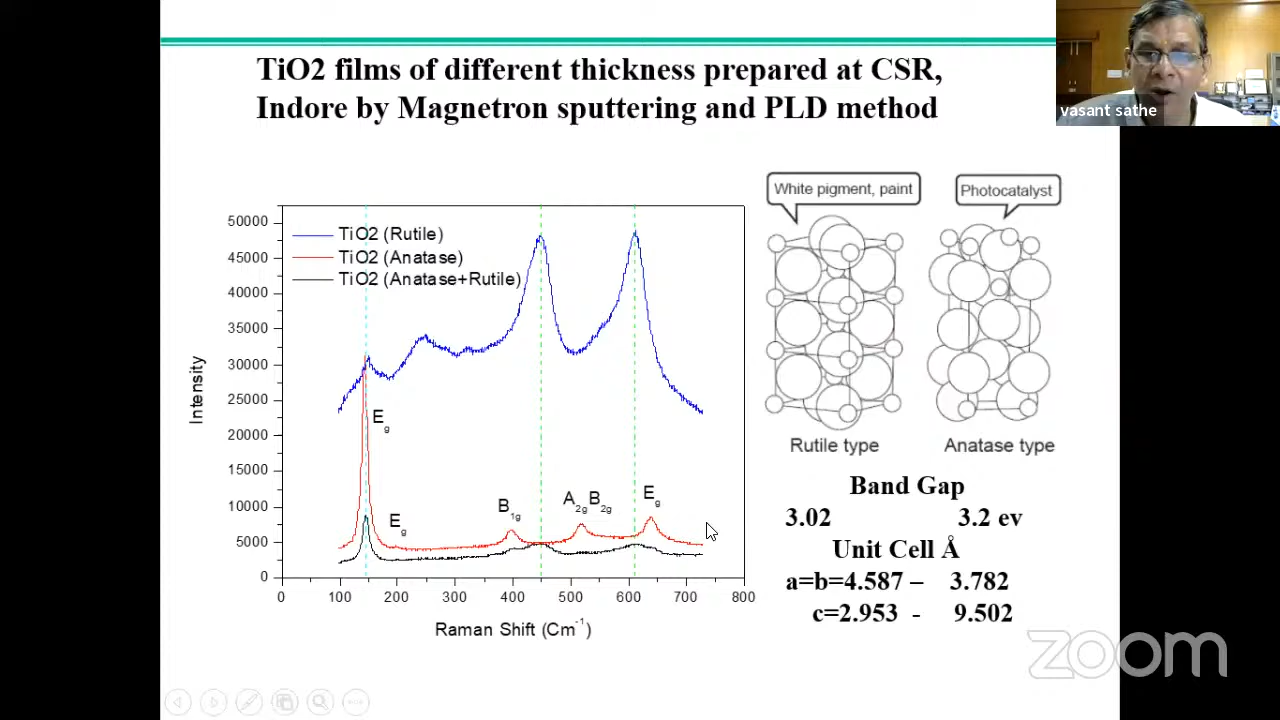 TiO2 films of different thickness prepared at CSR,
Indore by Magnetron sputtering and PLD method
vasant sathe
White pigment, paint
Photocatalyst
50000
45000
40000
35000
30000
25000
20000
15000
10000
5000
0
Intensity
TiO2 (Rutile)
TiO2 (Anatase)
TiO2 (Anatase+Rutile)
Eg
Eg
B1g
A2gB2g
Eg
0 100 200 300 400 500 600 700 800
Raman Shift (Cm-1)
Rutile type
Anatase type
Band Gap
3.02 3.2 ev
Unit Cell Å
a=b=4.587 – 3.782
c=2.953 - 9.502
zoom